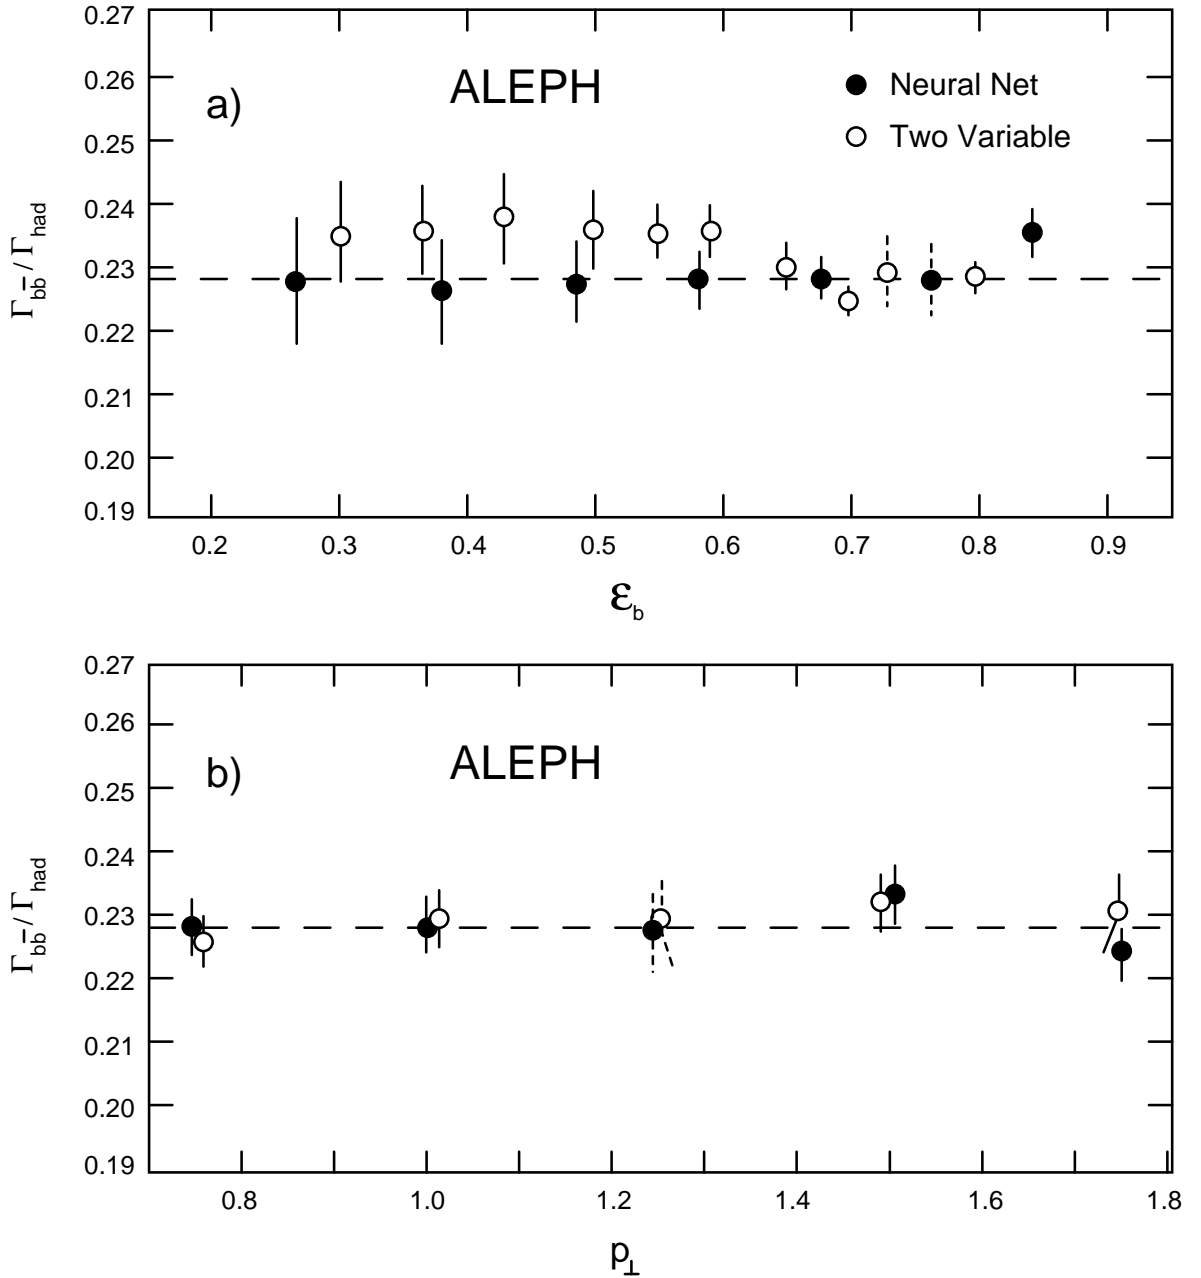 0.27
0.26
0.25
0.24
0.23
0.22
0.21
0.20
0.19
Γbb̅ / Γhad
a)
ALEPH
Neural Net
Two Variable
0.2 0.3 0.4 0.5 0.6 0.7 0.8 0.9
εb
0.27
0.26
0.25
0.24
0.23
0.22
0.21
0.20
0.19
Γbb̅ / Γhad
b)
ALEPH
0.8 1.0 1.2 1.4 1.6 1.8
p⊥